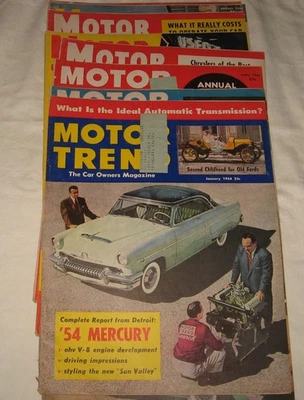 MOTOR
WHAT IT REALLY COSTS
TO OPERATE YOUR CAR
MOTOR
Chryslers of the
MOTOR
ANNUAL
MOTOR
What Is the Ideal Automatic Transmission?
MOTOR
TREND
The Car Owners Magazine
Second Childhood for Old Fords
January 1954 25c
Complete Report from Detroit:
'54 MERCURY
ohv V-8 engine development
driving impressions
styling the new "Sun Valley"